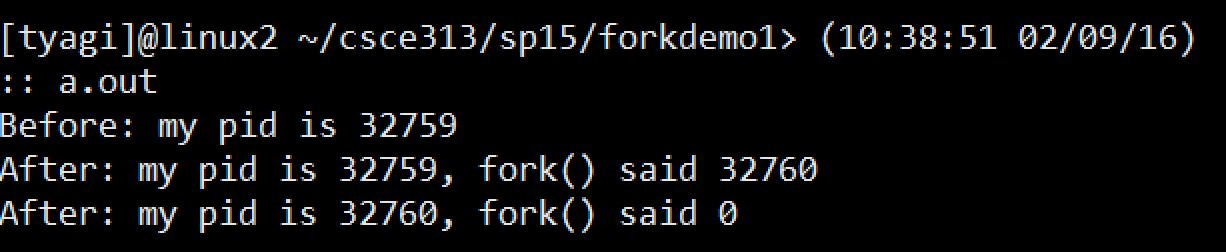 [tyagi]@linux2 ~/csce313/sp15/forkdemo1> (10:38:51 02/09/16)
:: a.out
Before: my pid is 32759
After: my pid is 32759, fork() said 32760
After: my pid is 32760, fork() said 0